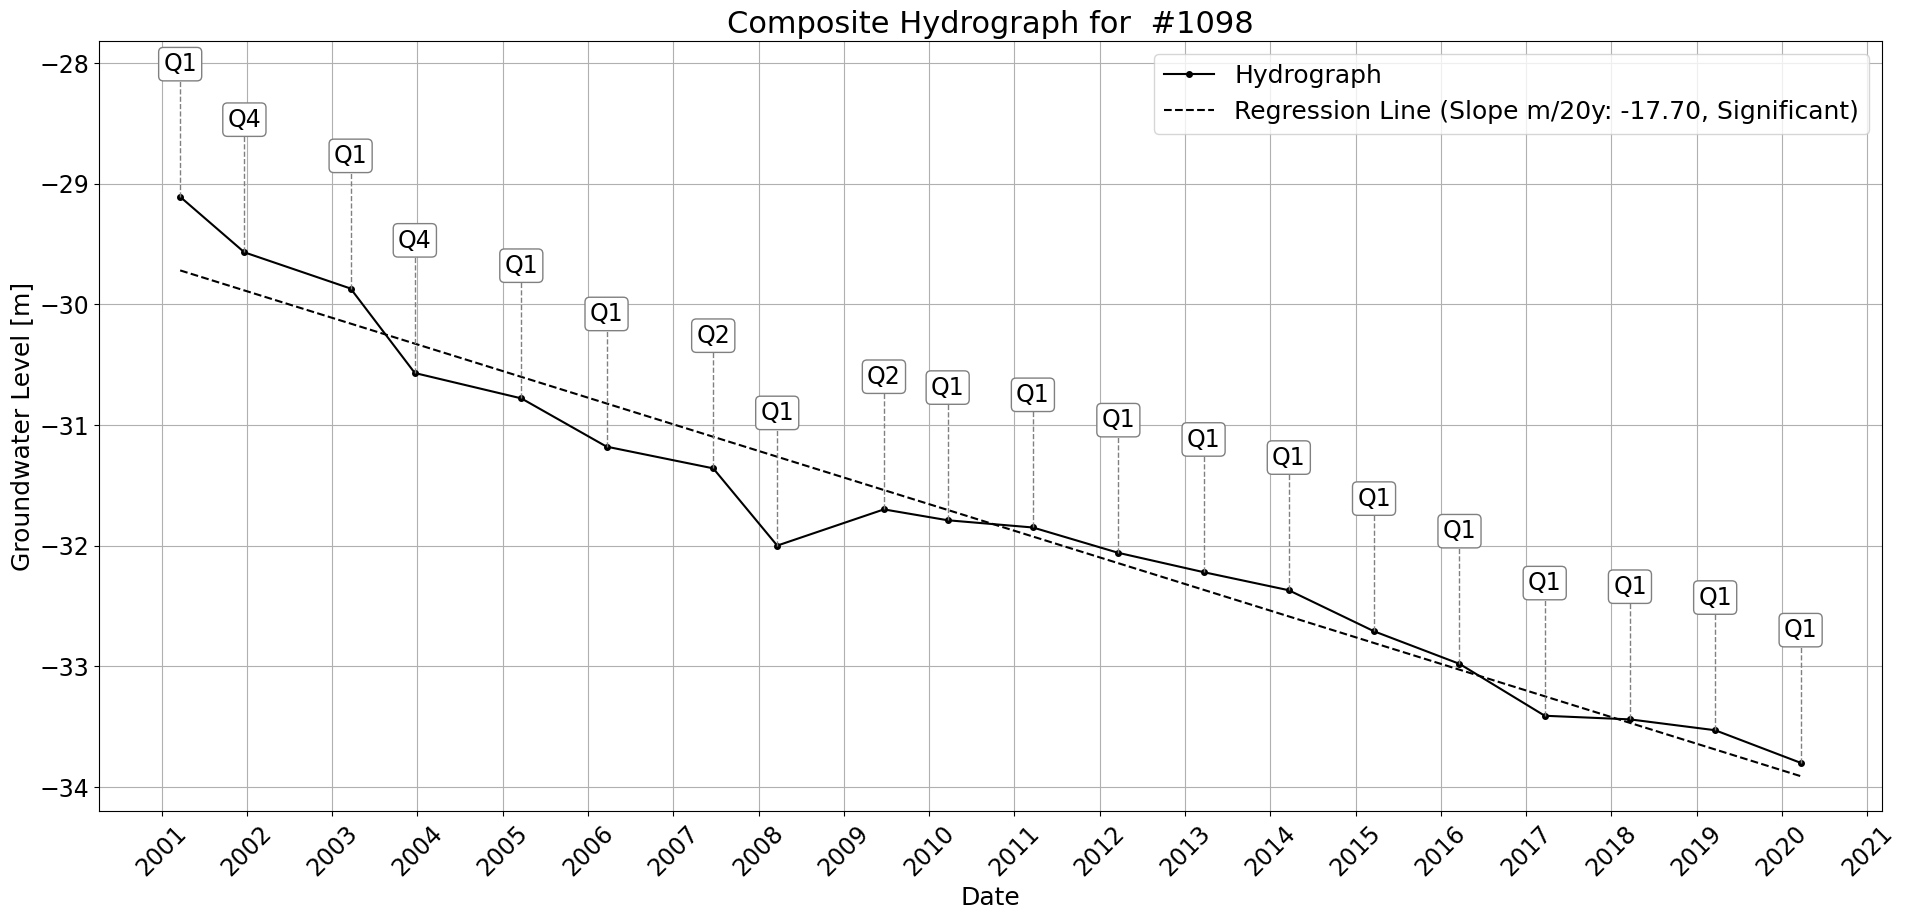 Composite Hydrograph for  #1098
Hydrograph
Regression Line (Slope m/20y: -17.70, Significant)
Groundwater Level [m]
−28
−29
−30
−31
−32
−33
−34
Q1
Q4
Q1
Q4
Q1
Q1
Q2
Q1
Q2
Q1
Q1
Q1
Q1
Q1
Q1
Q1
Q1
Q1
Q1
Q1
2001
2002
2003
2004
2005
2006
2007
2008
2009
2010
2011
2012
2013
2014
2015
2016
2017
2018
2019
2020
2021
Date